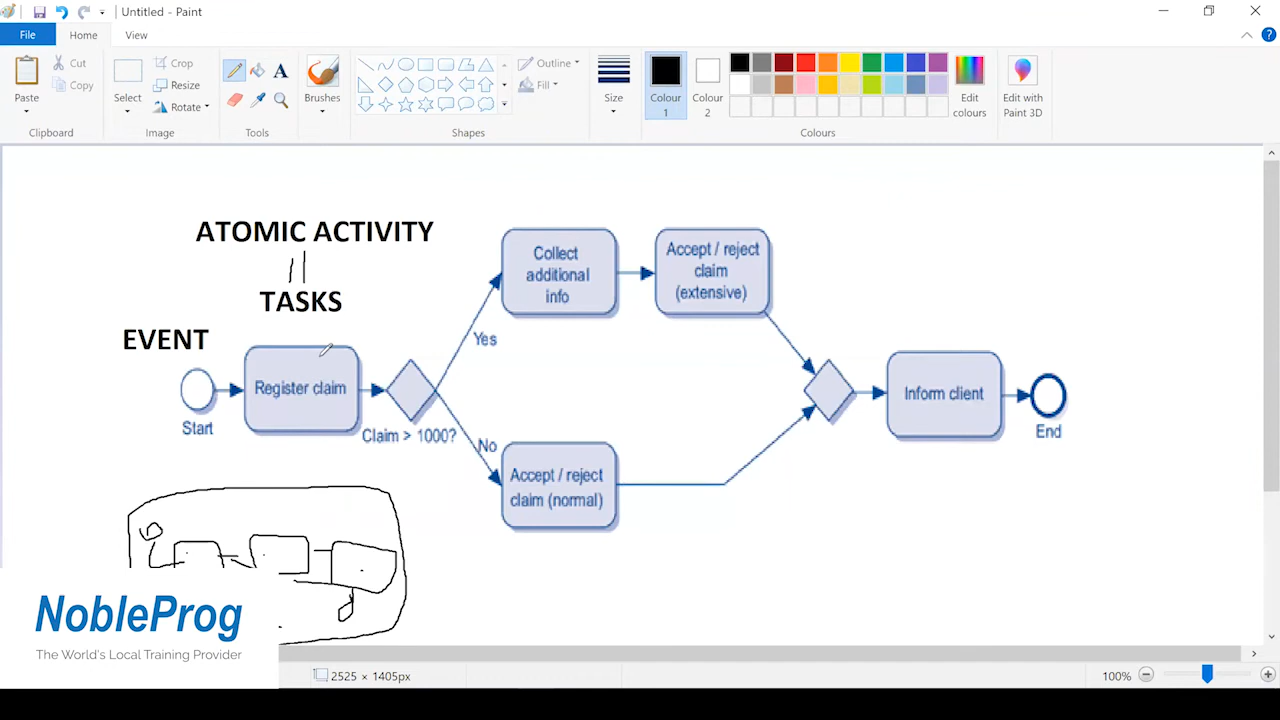 Untitled - Paint
File
Home
View
Paste
Cut
Copy
Clipboard
Select
Crop
Resize
Rotate
Image
A
Tools
Brushes
Shapes
Outline
Fill
Size
Colour
1
Colour
2
Colours
Edit
colours
Edit with
Paint 3D
ATOMIC ACTIVITY
TASKS
EVENT
Start
Register claim
Claim > 1000?
Yes
No
Collect
additional
info
Accept / reject
claim
(extensive)
Accept / reject
claim (normal)
Inform client
End
NobleProg
The World's Local Training Provider
2525 × 1405px
100%